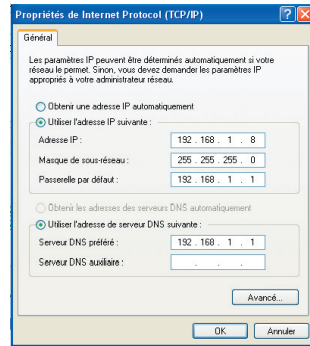 Propriétés de Internet Protocol (TCP/IP)
Général
Les paramètres IP peuvent être déterminés automatiquement si votre
réseau le permet. Sinon, vous devez demander les paramètres IP
appropriés à votre administrateur réseau.
Obtenir une adresse IP automatiquement
Utiliser l'adresse IP suivante :
Adresse IP : 192 . 168 . 1 . 8
Masque de sous-réseau : 255 . 255 . 255 . 0
Passerelle par défaut : 192 . 168 . 1 . 1
Obtenir les adresses des serveurs DNS automatiquement
Utiliser l'adresse de serveur DNS suivante :
Serveur DNS préféré : 192 . 168 . 1 . 1
Serveur DNS auxiliaire : . . .
Avancé...
OK Annuler